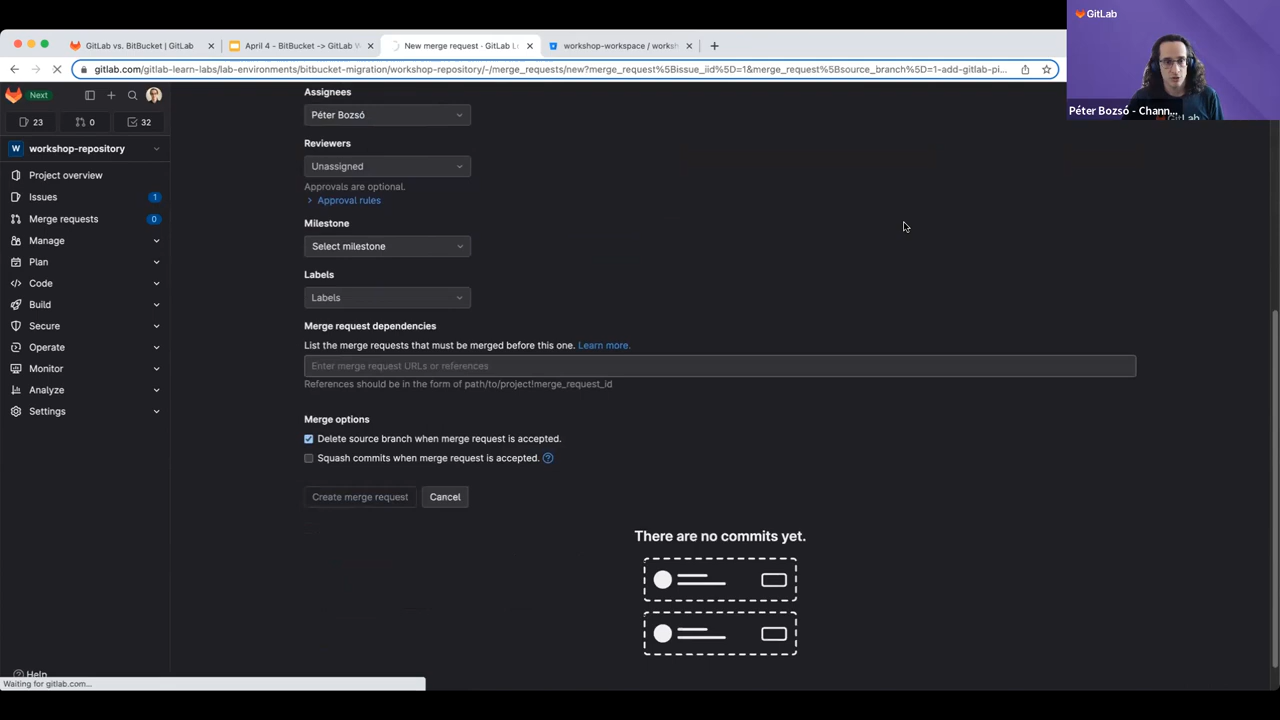 GitLab vs. BitBucket | GitLab
April 4 - BitBucket -> GitLab W
New merge request · GitLab L
workshop-workspace / works
GitLab
gitlab.com/gitlab-learn-labs/lab-environments/bitbucket-migration/workshop-repository/-/merge_requests/new?merge_request%5Bissue_iid%5D=1&merge_request%5Bsource_branch%5D=1-add-gitlab-pi...
Péter Bozsó - Chann...
GitLab
Next
23
0
32
W workshop-repository
Project overview
Issues 1
Merge requests 0
Manage
Plan
Code
Build
Secure
Operate
Monitor
Analyze
Settings
Help
Assignees
Péter Bozsó
Reviewers
Unassigned
Approvals are optional.
> Approval rules
Milestone
Select milestone
Labels
Labels
Merge request dependencies
List the merge requests that must be merged before this one. Learn more.
Enter merge request URLs or references
References should be in the form of path/to/project!merge_request_id
Merge options
Delete source branch when merge request is accepted.
Squash commits when merge request is accepted.
Create merge request
Cancel
There are no commits yet.
Waiting for gitlab.com...